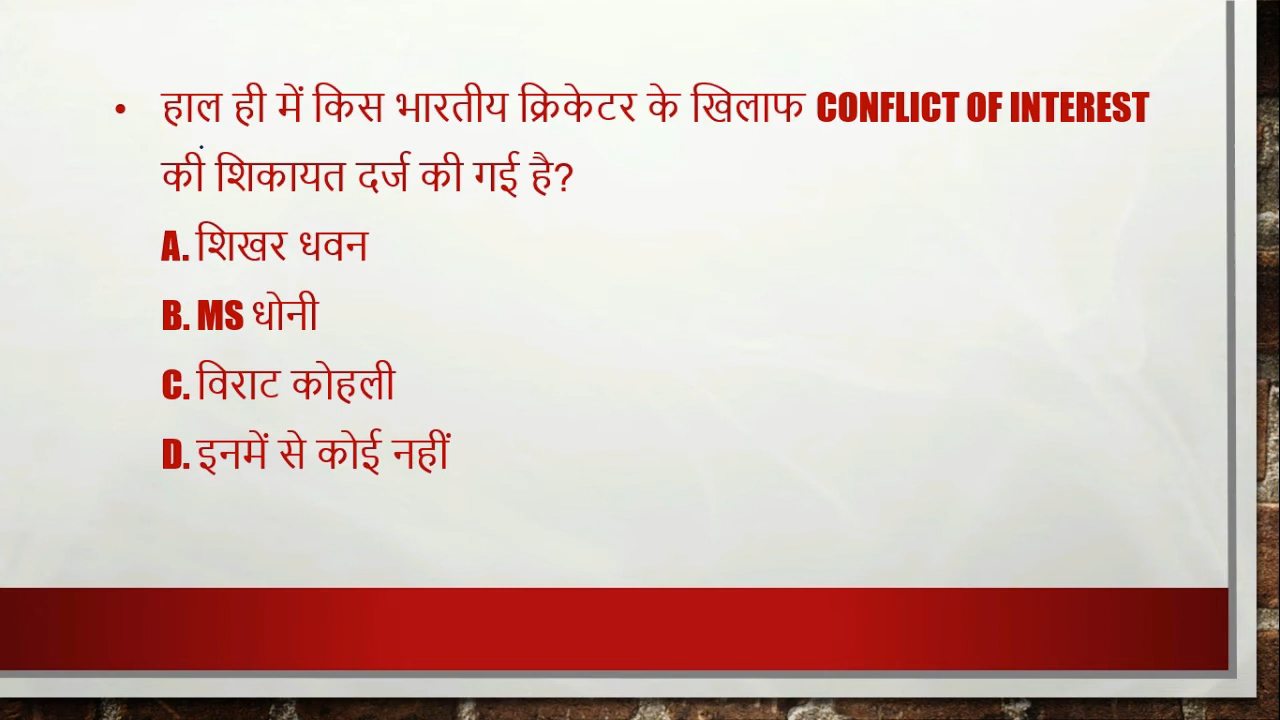 • हाल ही में किस भारतीय क्रिकेटर के खिलाफ CONFLICT OF INTEREST
की शिकायत दर्ज की गई है?
A. शिखर धवन
B. MS धोनी
C. विराट कोहली
D. इनमें से कोई नहीं